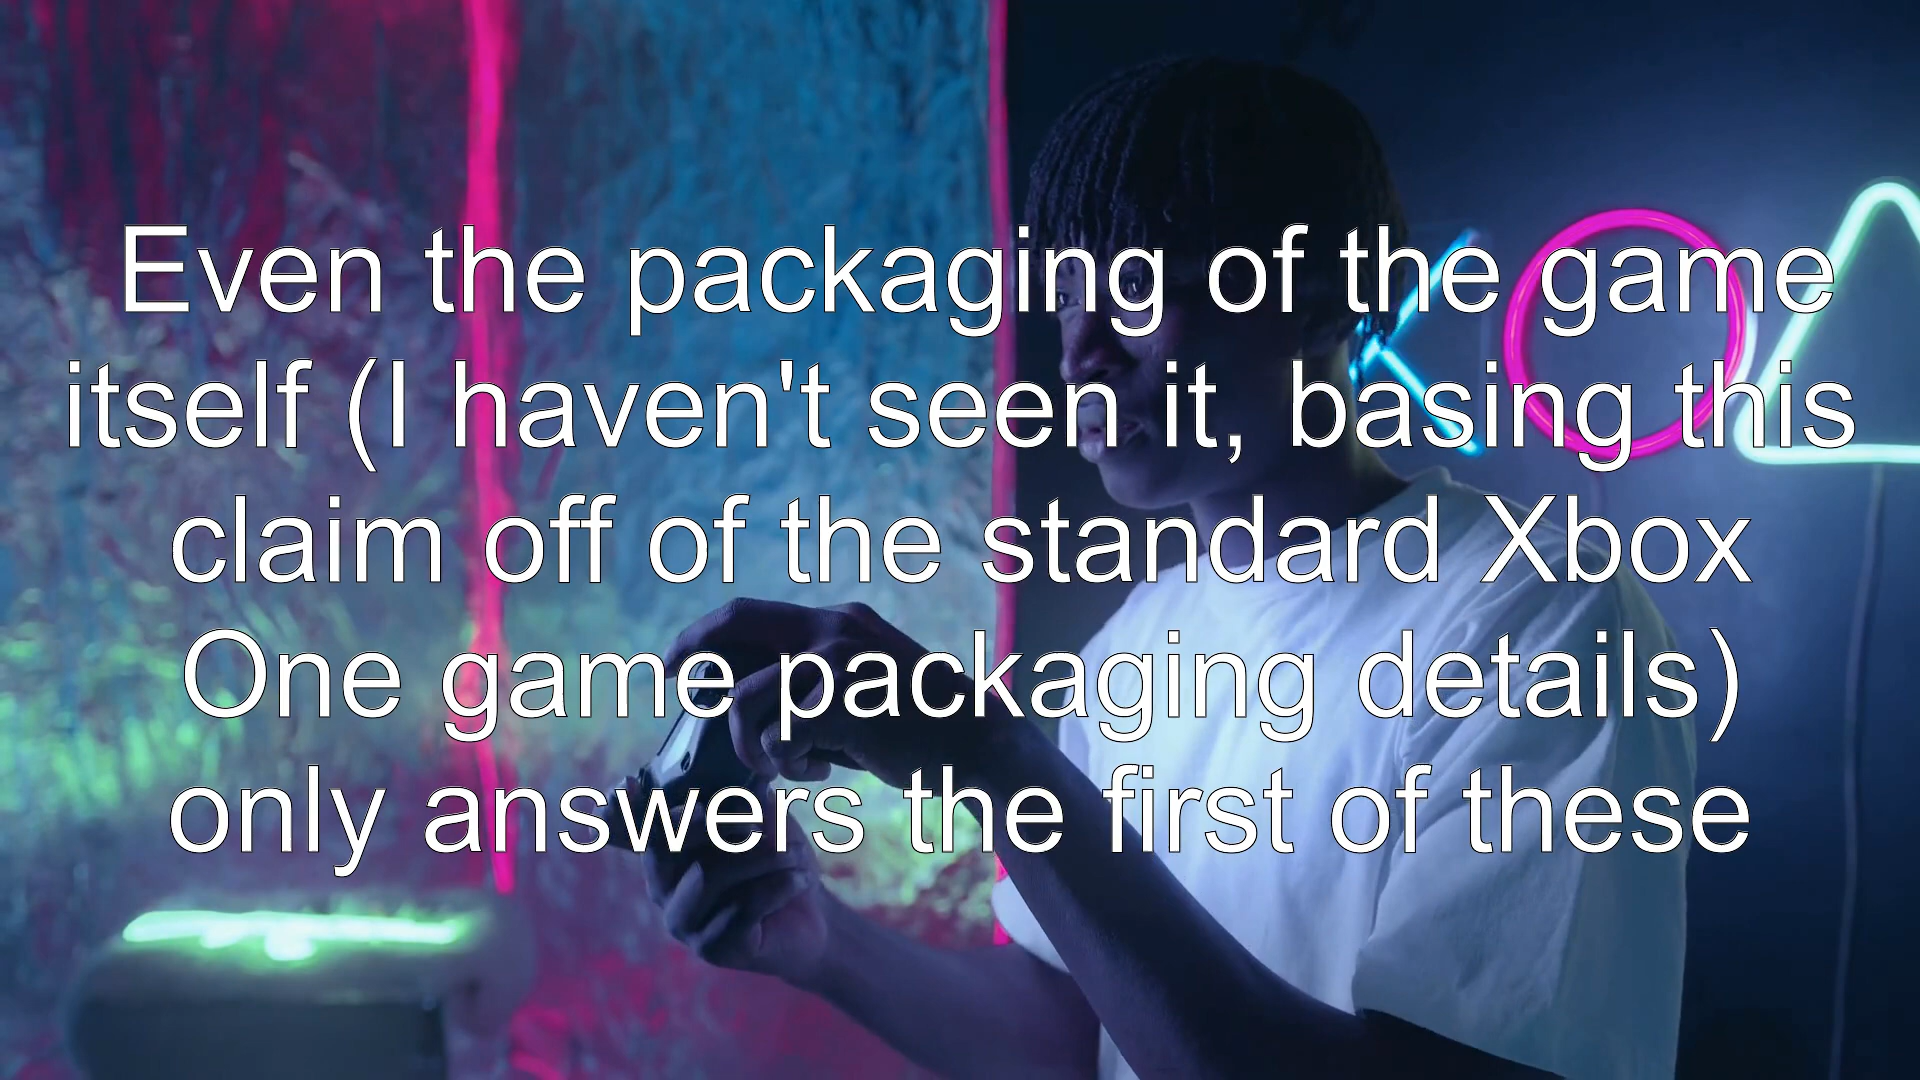 Even the packaging of the game
itself (I haven't seen it, basing this
claim off of the standard Xbox
One game packaging details)
only answers the first of these